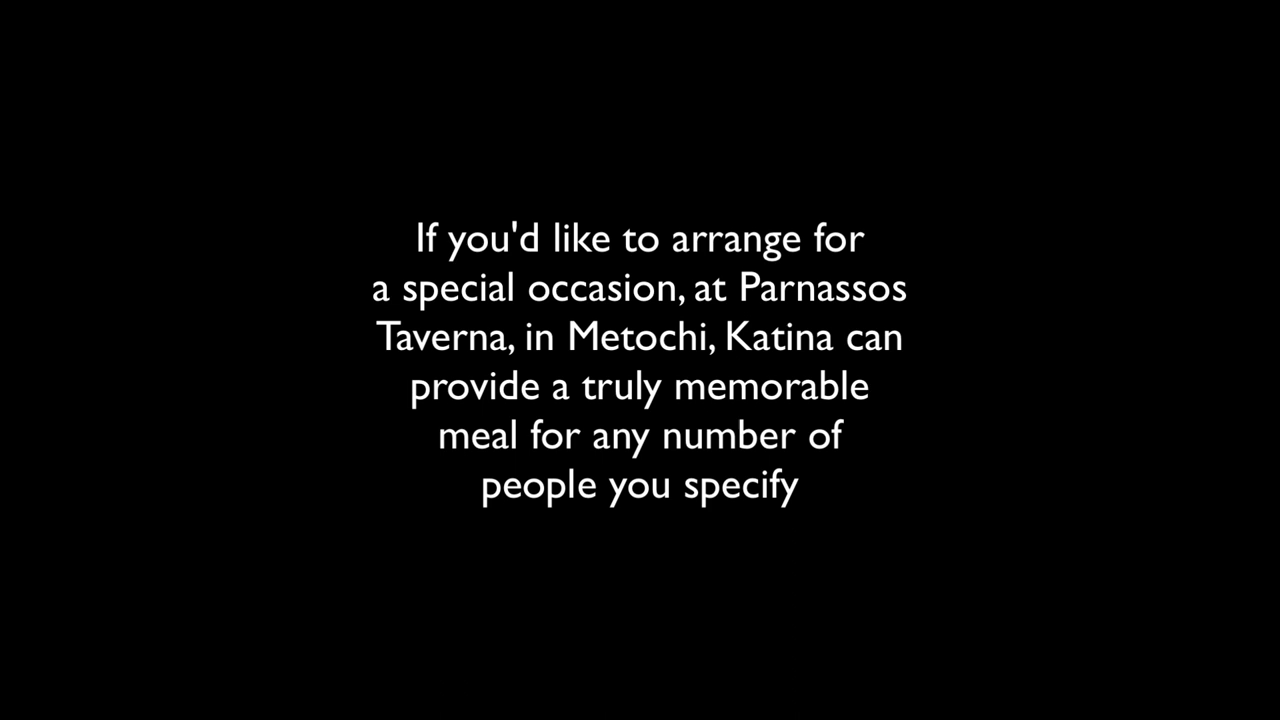 If you'd like to arrange for
a special occasion, at Parnassos
Taverna, in Metochi, Katina can
provide a truly memorable
meal for any number of
people you specify